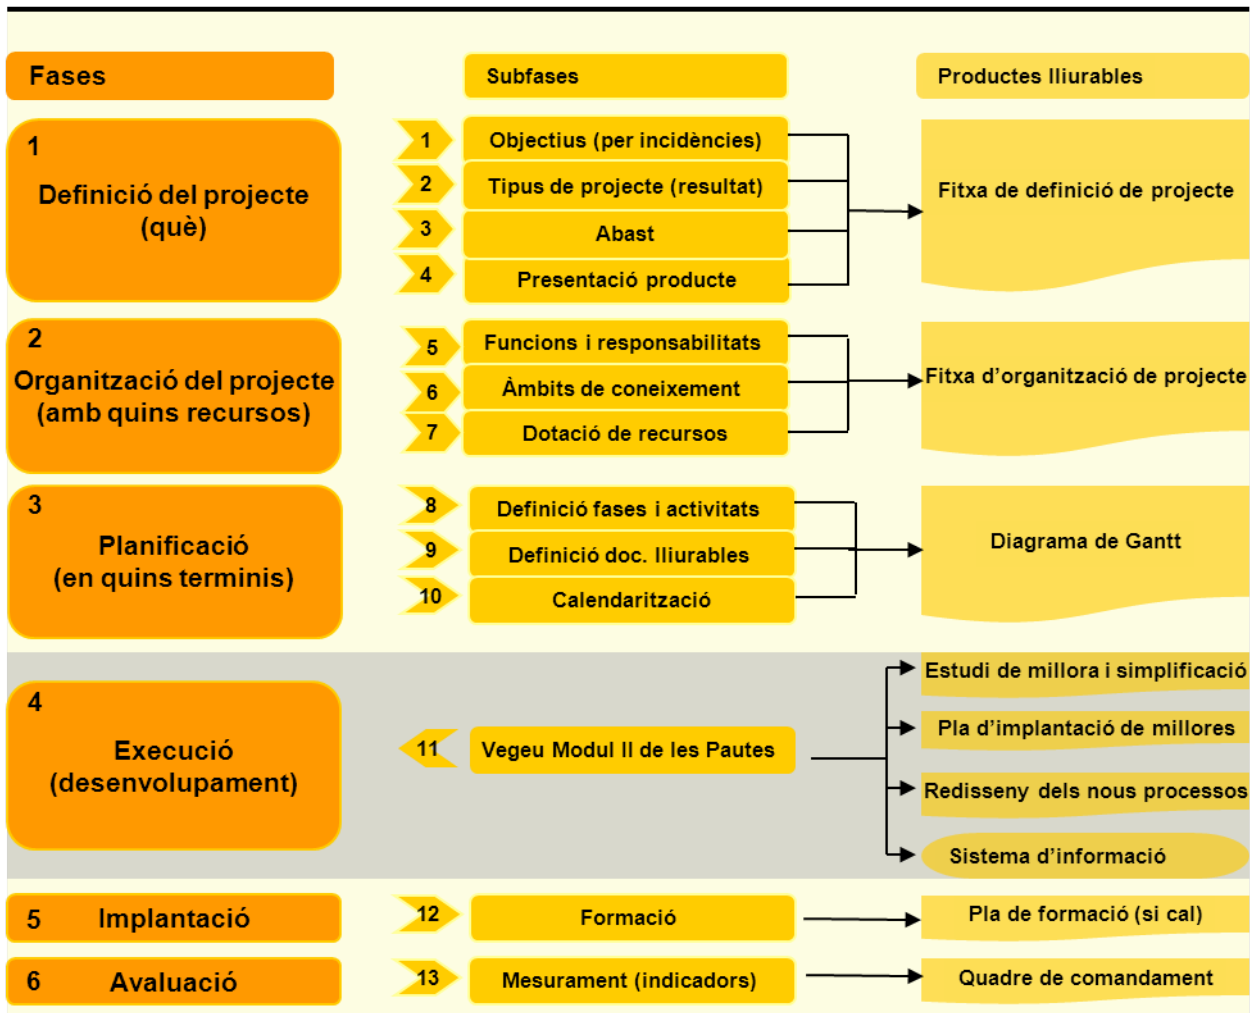 Fases
Subfases
Productes lliurables
1
Definició del projecte
(què)
1
Objectius (per incidències)
2
Tipus de projecte (resultat)
3
Abast
4
Presentació producte
Fitxa de definició de projecte
2
Organització del projecte
(amb quins recursos)
5
Funcions i responsabilitats
6
Àmbits de coneixement
7
Dotació de recursos
Fitxa d’organització de projecte
3
Planificació
(en quins terminis)
8
Definició fases i activitats
9
Definició doc. lliurables
10
Calendarització
Diagrama de Gantt
4
Execució
(desenvolupament)
11
Vegeu Modul II de les Pautes
Estudi de millora i simplificació
Pla d’implantació de millores
Redisseny dels nous processos
Sistema d’informació
5
Implantació
12
Formació
Pla de formació (si cal)
6
Avaluació
13
Mesurament (indicadors)
Quadre de comandament